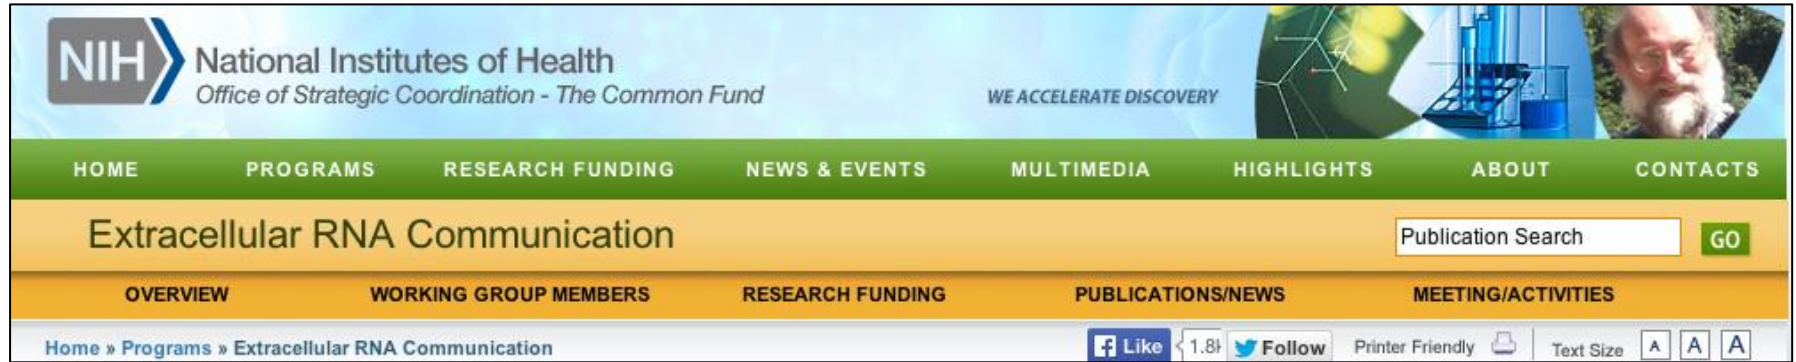 NIH
National Institutes of Health
Office of Strategic Coordination - The Common Fund
WE ACCELERATE DISCOVERY
HOME PROGRAMS RESEARCH FUNDING NEWS & EVENTS MULTIMEDIA HIGHLIGHTS ABOUT CONTACTS
Extracellular RNA Communication
Publication Search GO
OVERVIEW WORKING GROUP MEMBERS RESEARCH FUNDING PUBLICATIONS/NEWS MEETING/ACTIVITIES
Home » Programs » Extracellular RNA Communication Like Follow Printer Friendly Text Size A A A